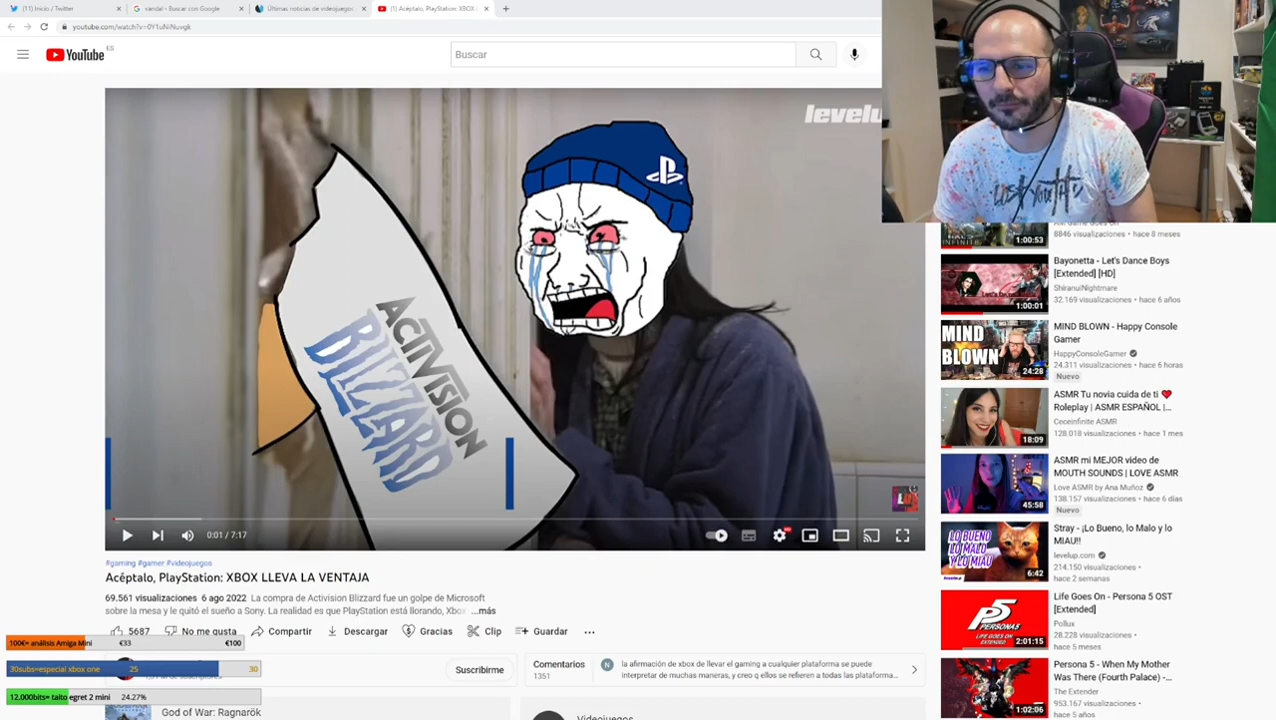 (11) Inicio / Twitter
vandal - Buscar con Google
Últimas noticias de videojuegos
(1) Acéptalo, PlayStation: XBOX L
YouTube ES
Buscar
levelu
ACTIVISION
BLIZZARD
LOST YOUTH
0:01 / 7:17
#gaming #gamer #videojuegos
Acéptalo, PlayStation: XBOX LLEVA LA VENTAJA
69.561 visualizaciones 6 ago 2022 La compra de Activision Blizzard fue un golpe de Microsoft
sobre la mesa y le quitó el sueño a Sony. La realidad es que PlayStation está llorando, Xbox ...más
5687 No me gusta Compartir Descargar Gracias Clip Guardar
100€= análisis Amiga Mini €33 €100
30subs=especial xbox one 25 30
12.000bits= taito egret 2 mini 24.27%
Suscribirme
Comentarios
1351
N
la afirmación de xbox de llevar el gaming a cualquier plataforma se puede
interpretar de muchas maneras, y creo q ellos se refieren a todas las plataforma...
God of War: Ragnarök
Videojuegos
HALO
INFINITE
8846 visualizaciones • hace 8 meses
1:00:53
Bayonetta - Let's Dance Boys
[Extended] [HD]
ShiranuiNightmare
32.169 visualizaciones • hace 6 años
1:00:01
MIND
BLOWN
MIND BLOWN - Happy Console
Gamer
HappyConsoleGamer
24.311 visualizaciones • hace 6 horas
Nuevo
24:28
ASMR Tu novia cuida de ti
Roleplay | ASMR ESPAÑOL |...
Ceceinfinite ASMR
128.018 visualizaciones • hace 1 mes
18:09
ASMR mi MEJOR video de
MOUTH SOUNDS | LOVE ASMR
Love ASMR by Ana Muñoz
138.157 visualizaciones • hace 6 días
Nuevo
45:58
LO BUENO,
LO MALO Y
LO MIAU
Stray - ¡Lo Bueno, lo Malo y lo
MIAU!!
levelup.com
214.150 visualizaciones •
hace 2 semanas
6:42
P5
PERSONA5
Life Goes On - Persona 5 OST
[Extended]
Pollux
28.228 visualizaciones •
hace 5 meses
2:01:15
Persona 5 - When My Mother
Was There (Fourth Palace) -...
The Extender
953.167 visualizaciones •
hace 5 años
1:02:06